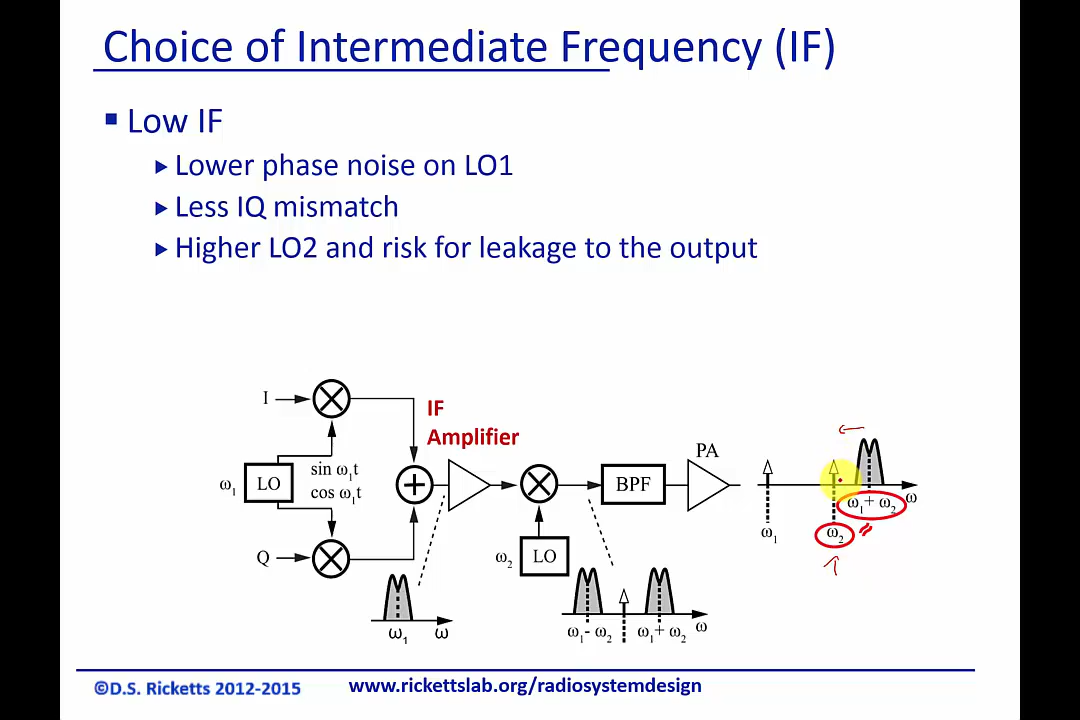 Choice of Intermediate Frequency (IF)
Low IF
Lower phase noise on LO1
Less IQ mismatch
Higher LO2 and risk for leakage to the output
I
IF
Amplifier
PA
ω1
LO
sin ω1t
cos ω1t
+
BPF
ω1+ ω2
ω
ω1
ω2
≈
Q
ω2
LO
ω1
ω
ω1- ω2
ω1+ ω2
ω
©D.S. Ricketts 2012-2015
www.rickettslab.org/radiosystemdesign